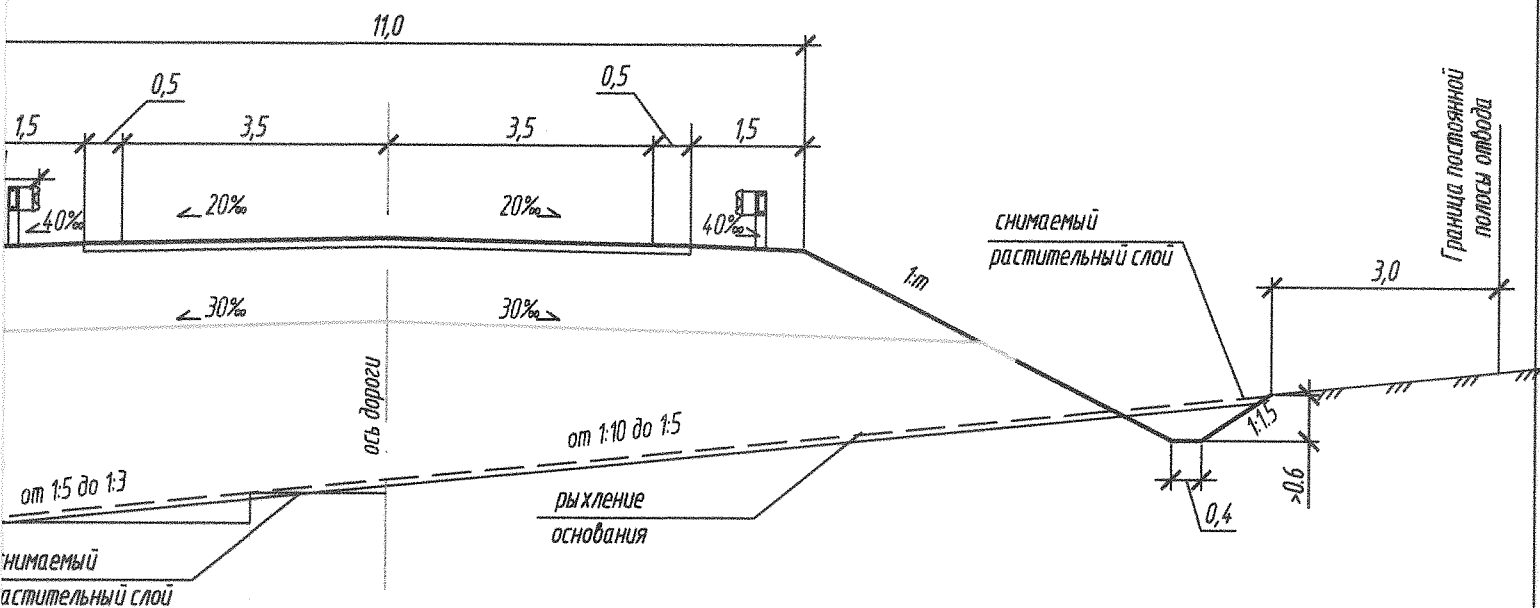 11,0
0,5
0,5
1,5
3,5
3,5
1,5
Граница постоянной
полосы отвода
40‰
20‰
20‰
40‰
снимаемый
растительный слой
1:m
3,0
30‰
30‰
ось дороги
от 1:10 до 1:5
1:1.5
от 1:5 до 1:3
>0.6
рыхление
основания
0,4
нимаемый
астительный слой